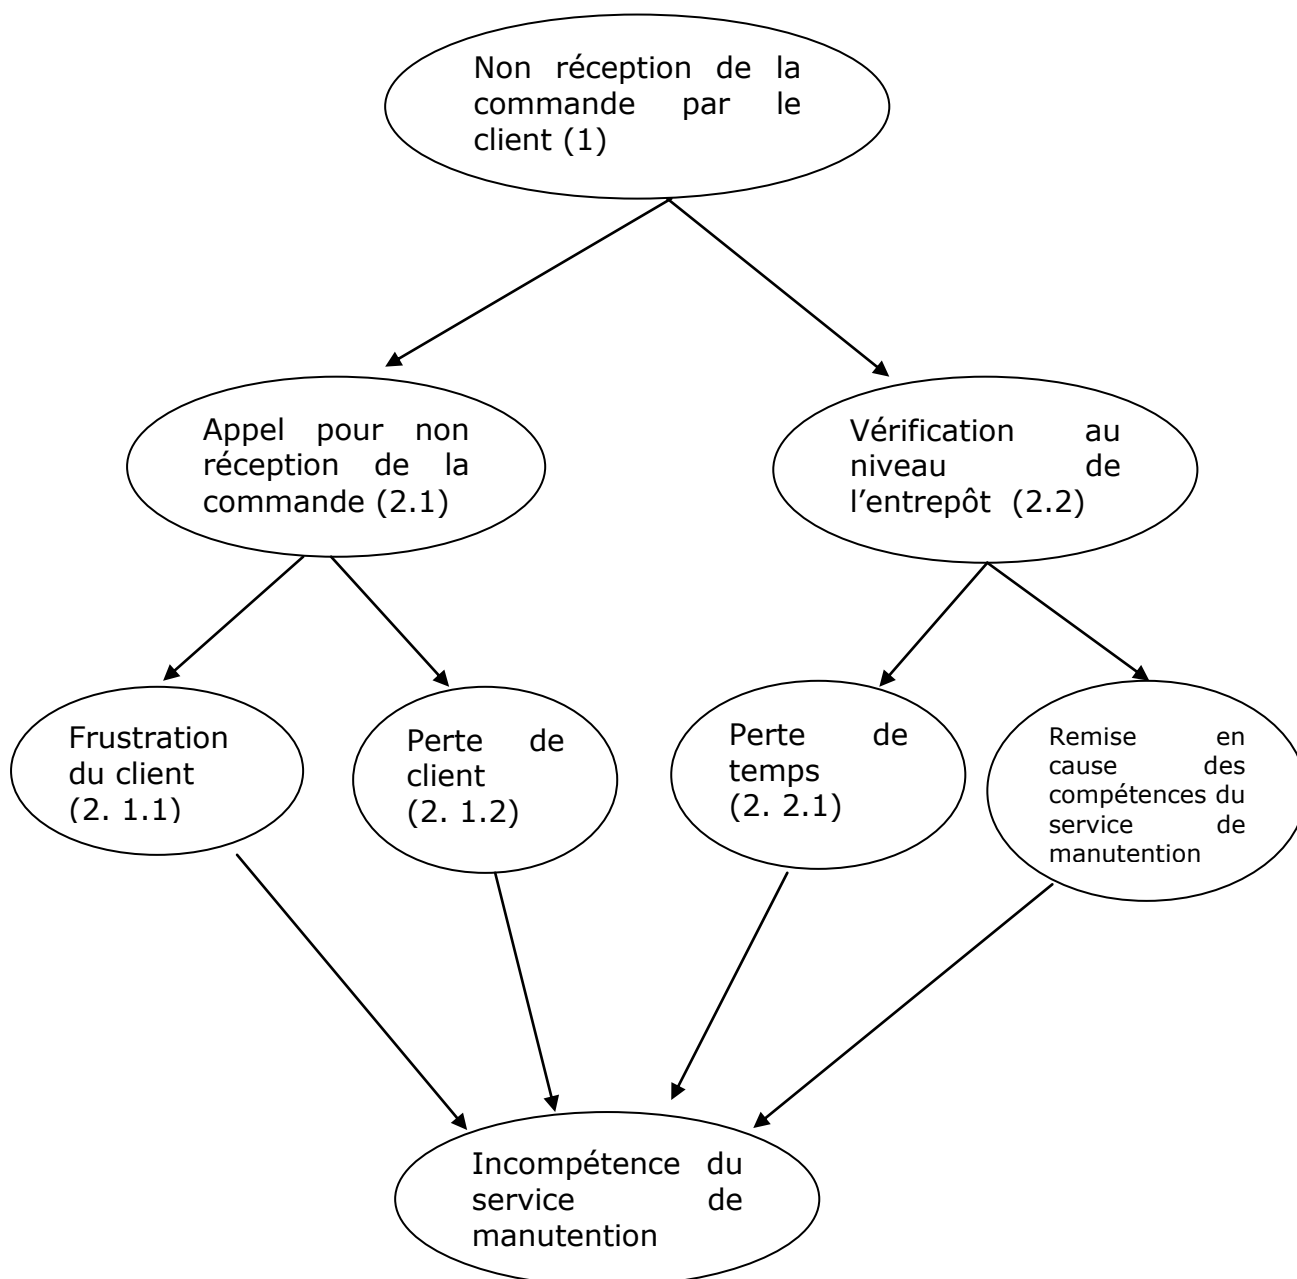 Non réception de la
commande par le
client (1)
Appel pour non
réception de la
commande (2.1)
Vérification au
niveau de
l’entrepôt (2.2)
Frustration
du client
(2. 1.1)
Perte de
client
(2. 1.2)
Perte de
temps
(2. 2.1)
Remise en
cause des
compétences du
service de
manutention
Incompétence du
service de
manutention